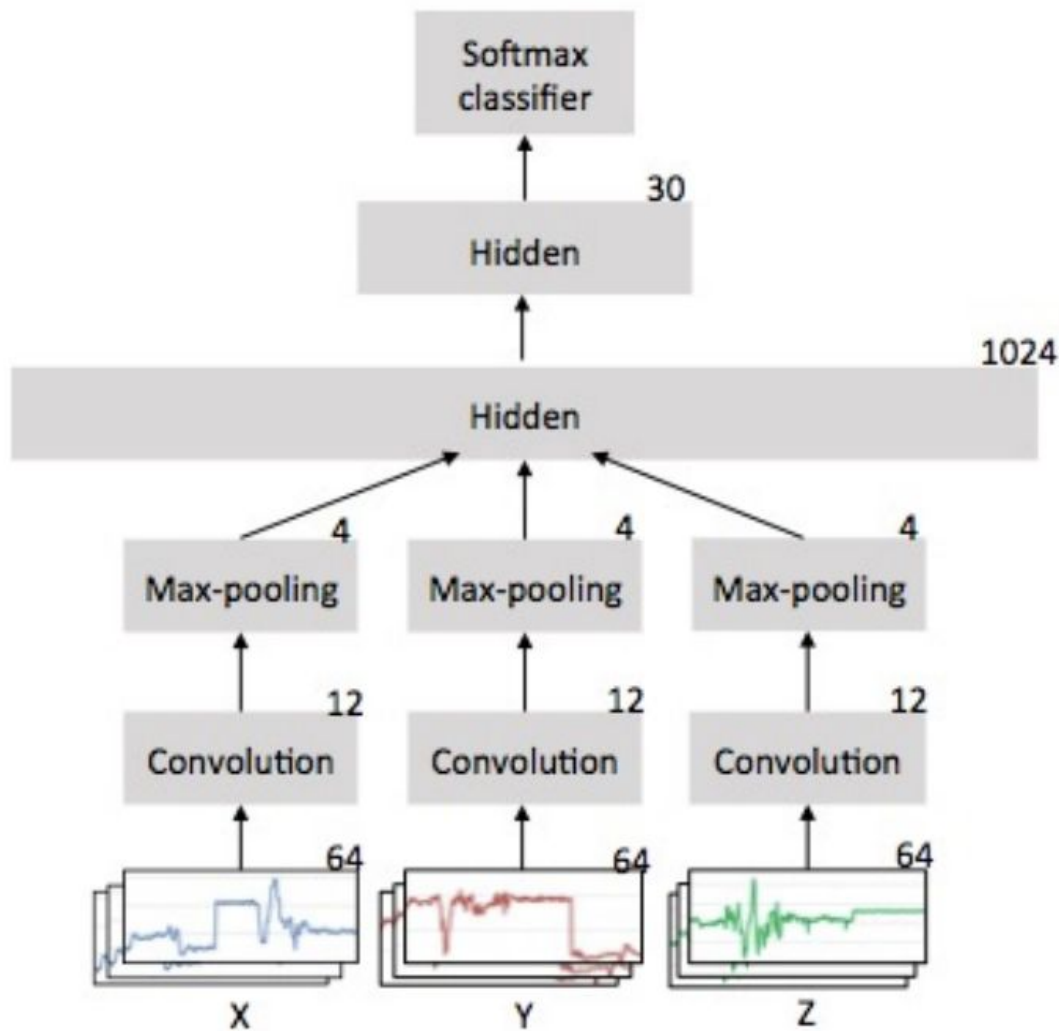 Softmax
classifier
30
Hidden
1024
Hidden
4 4 4
Max-pooling Max-pooling Max-pooling
12 12 12
Convolution Convolution Convolution
64 64 64
X Y Z